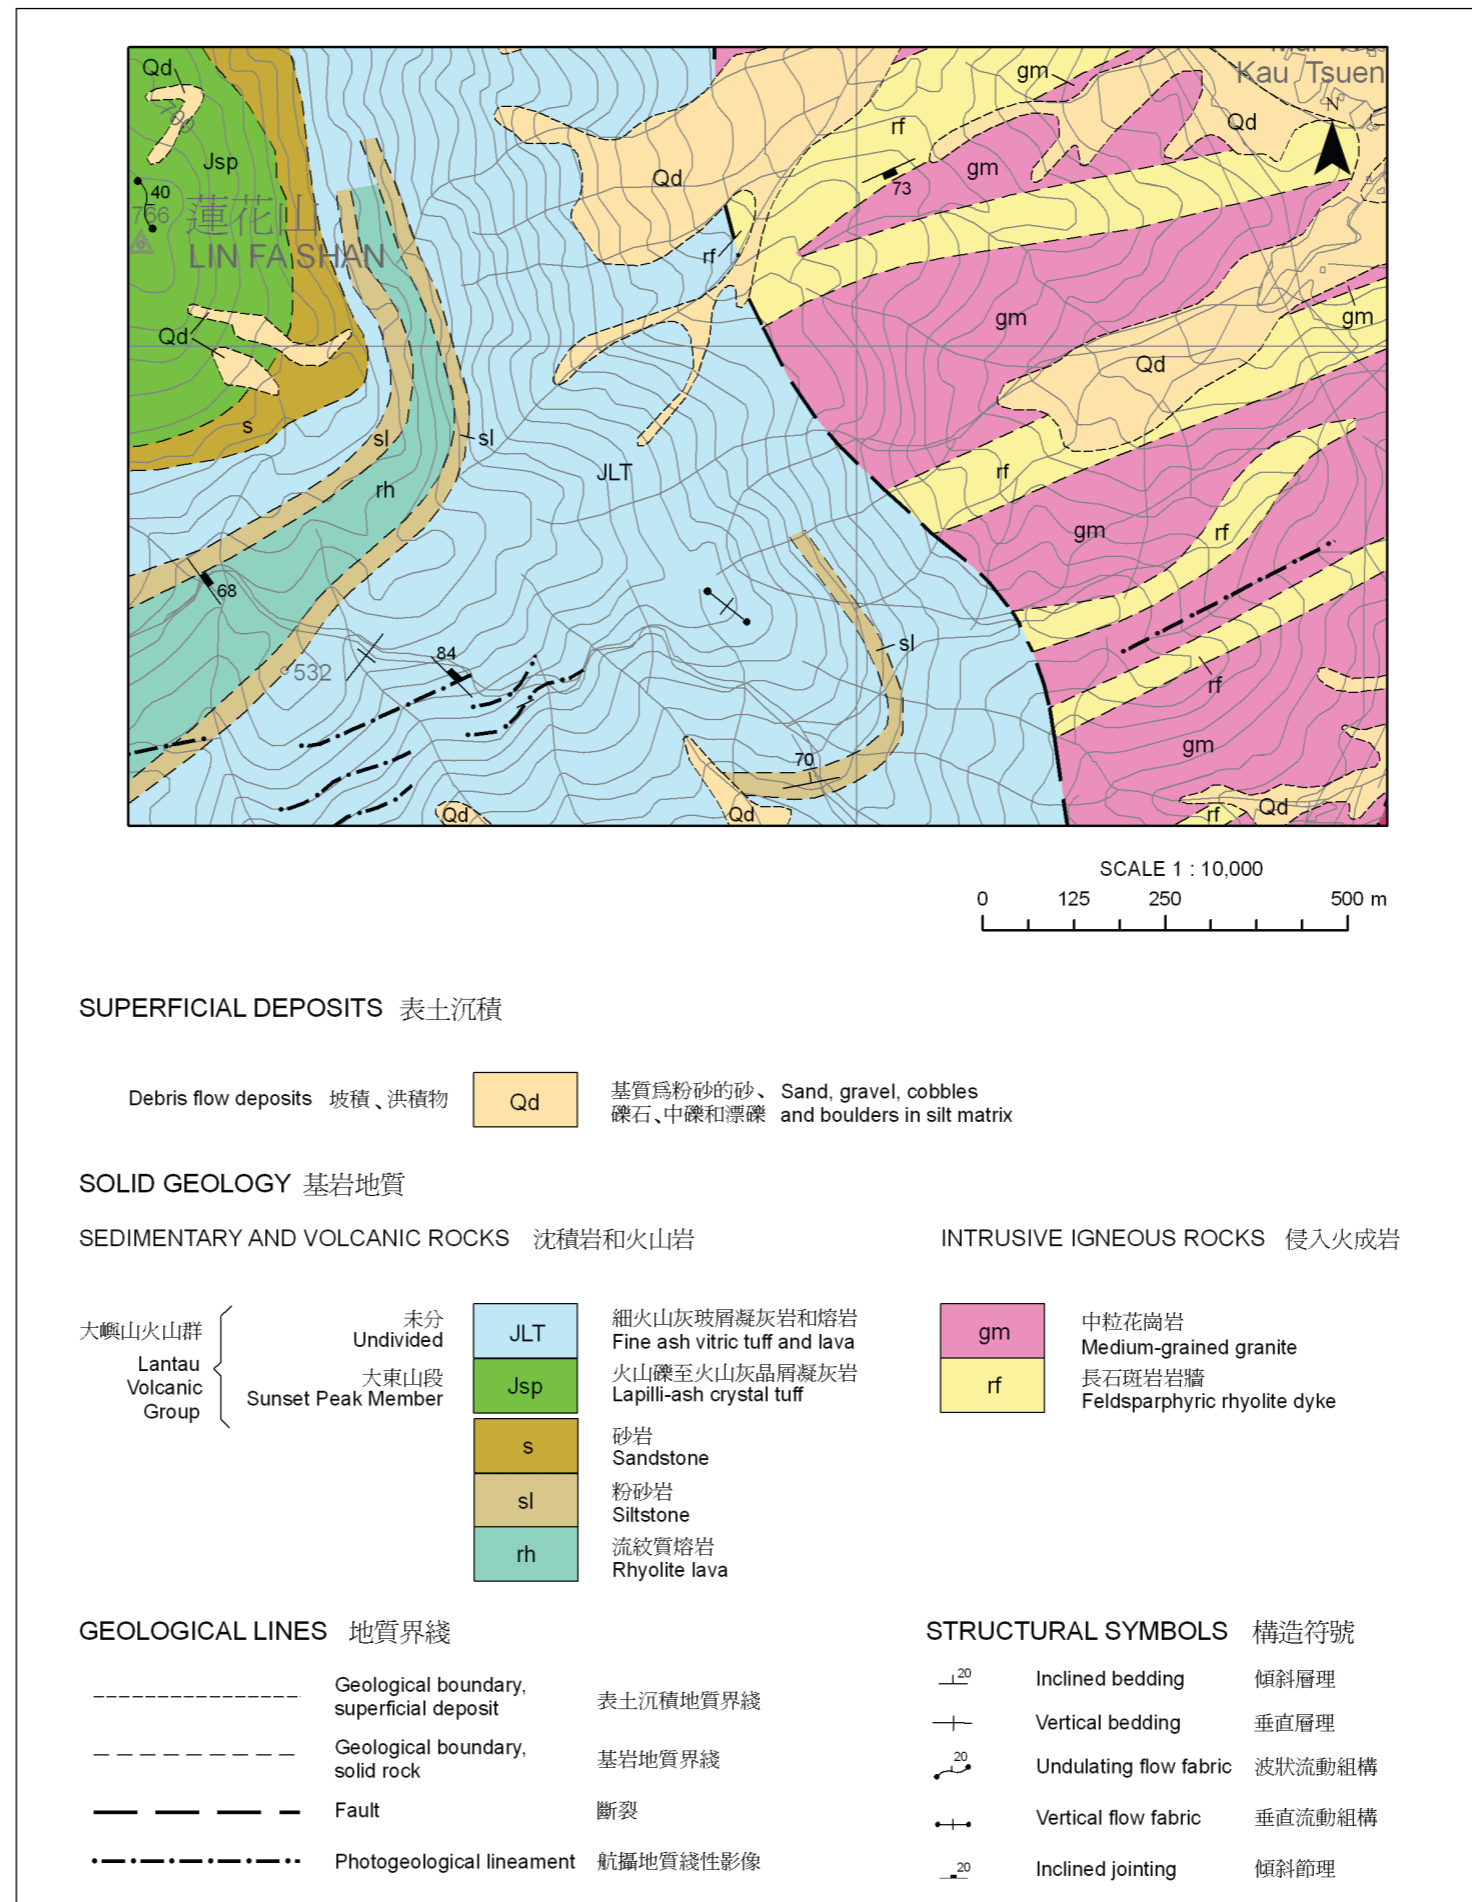 Mai Wo
Kau Tsuen
N
Qd
gm
Qd
rf
Jsp
gm
Qd
73
40
766
700
蓮花山
LIN FA SHAN
rf
gm
gm
Qd
Qd
s
sl
sl
JLT
rf
rh
gm
rf
68
sl
84
532
rf
gm
70
Qd
Qd
rf
Qd
SCALE 1 : 10,000
0 125 250 500 m
SUPERFICIAL DEPOSITS 表土沉積
Debris flow deposits 坡積、洪積物 Qd 基質爲粉砂的砂、 Sand, gravel, cobbles
礫石、中礫和漂礫 and boulders in silt matrix
SOLID GEOLOGY 基岩地質
SEDIMENTARY AND VOLCANIC ROCKS 沈積岩和火山岩
大嶼山火山群
Lantau
Volcanic
Group
未分
Undivided
JLT
細火山灰玻屑凝灰岩和熔岩
Fine ash vitric tuff and lava
大東山段
Sunset Peak Member
Jsp
火山礫至火山灰晶屑凝灰岩
Lapilli-ash crystal tuff
s
砂岩
Sandstone
sl
粉砂岩
Siltstone
rh
流紋質熔岩
Rhyolite lava
INTRUSIVE IGNEOUS ROCKS 侵入火成岩
gm
中粒花崗岩
Medium-grained granite
rf
長石斑岩岩牆
Feldsparphyric rhyolite dyke
GEOLOGICAL LINES 地質界綫
Geological boundary,
superficial deposit 表土沉積地質界綫
Geological boundary,
solid rock 基岩地質界綫
Fault 斷裂
Photogeological lineament 航攝地質綫性影像
STRUCTURAL SYMBOLS 構造符號
20 Inclined bedding 傾斜層理
Vertical bedding 垂直層理
20 Undulating flow fabric 波狀流動組構
Vertical flow fabric 垂直流動組構
20 Inclined jointing 傾斜節理